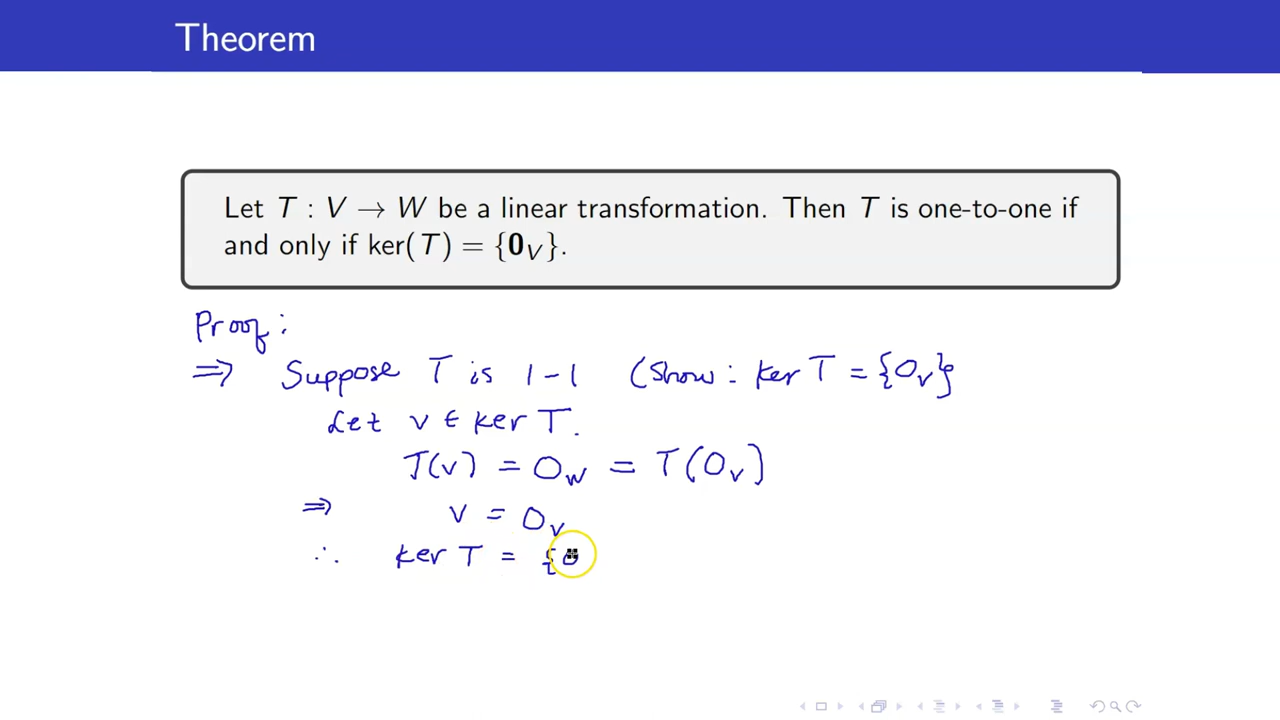 Theorem
Let T : V → W be a linear transformation. Then T is one-to-one if
and only if ker(T) = {0_V}.
Proof:
⇒ Suppose T is 1-1 (Show: ker T = {0_V}
Let v ∈ ker T.
T(v) = 0_W = T(0_V)
⇒ v = 0_V
∴ ker T = {0